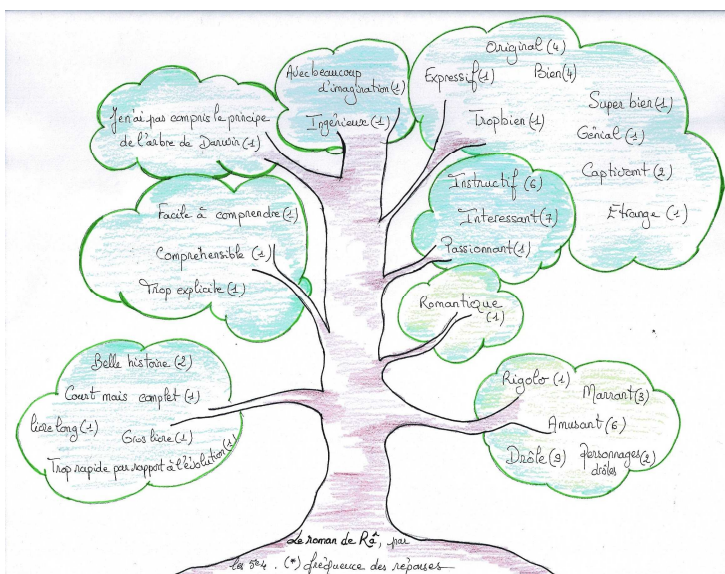 Je n'ai pas compris le principe
de l'arbre de Darwin (1)
Avec beaucoup
d'imagination (1)
Ingénieux (1)
Original (4)
Expressif (1)
Bien (4)
Super bien (1)
Trop bien (1)
Génial (1)
Captivant (2)
Etrange (1)
Instructif (6)
Interessant (7)
Passionnant (1)
Facile à comprendre (1)
Compréhensible (1)
Trop explicite (1)
Romantique
(1)
Belle histoire (2)
Court mais complet (1)
livre long (1)
Gros livre (1)
Trop rapide par rapport à l'évolution (1)
Rigolo (1)
Marrant (3)
Amusant (6)
Drôle (9)
Personnages (2)
drôles
Le roman de Râ, par
les 5e4. (*) fréquence des réponses